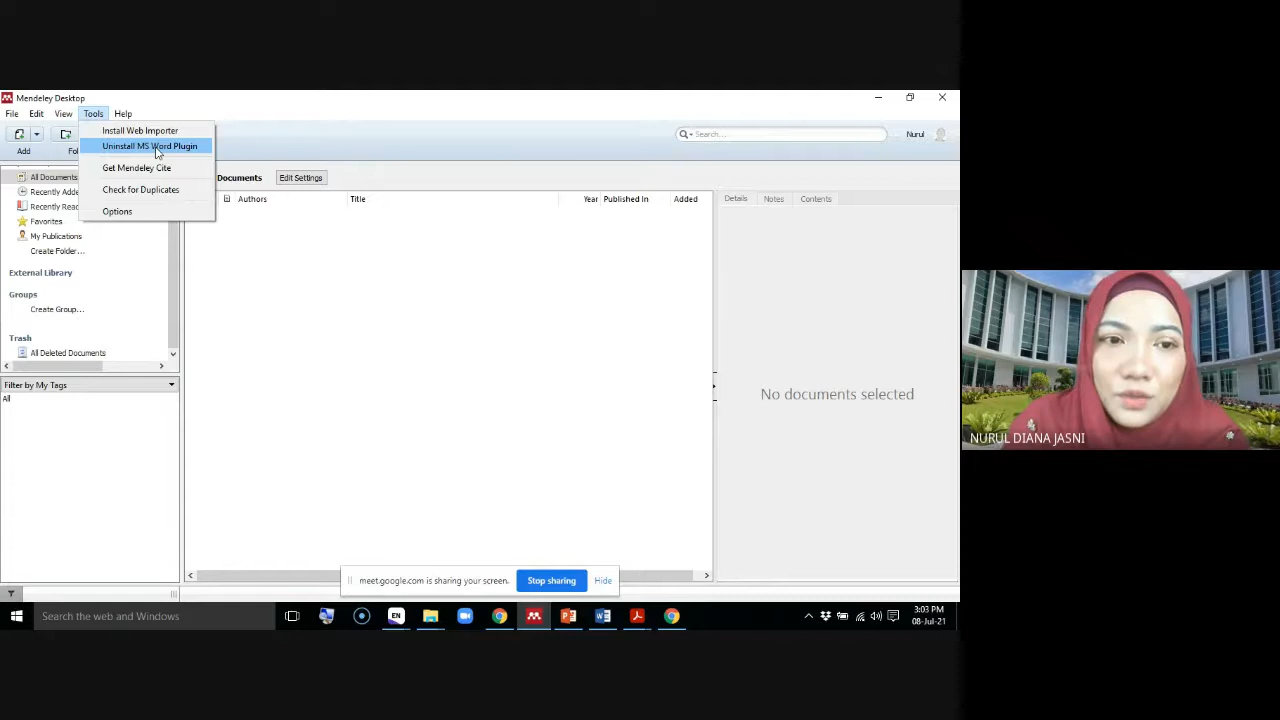 Mendeley Desktop
File Edit View Tools Help
Install Web Importer
Uninstall MS Word Plugin
Get Mendeley Cite
Check for Duplicates
Options
Search...
Nurul
Add
All Documents
Documents
Edit Settings
Recently Adde
Recently Read
Favorites
My Publications
Create Folder...
External Library
Groups
Create Group...
Trash
All Deleted Documents
Filter by My Tags
All
Authors Title Year Published In Added
Details Notes Contents
No documents selected
meet.google.com is sharing your screen. Stop sharing Hide
Search the web and Windows
EN
3:03 PM
08-Jul-21
NURUL DIANA JASNI